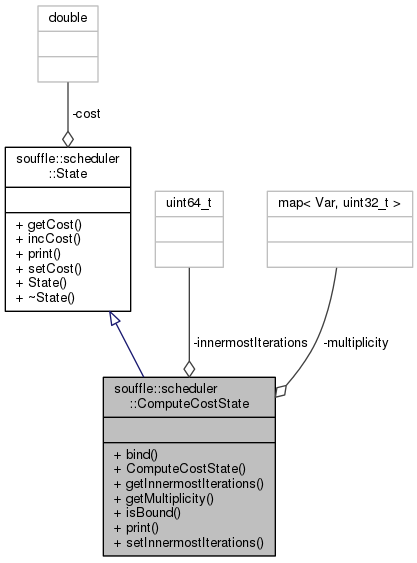 double
-cost
souffle::scheduler
::State
+ getCost()
+ incCost()
+ print()
+ setCost()
+ State()
+ ~State()
uint64_t
map< Var, uint32_t >
-innermostIterations
-multiplicity
souffle::scheduler
::ComputeCostState
+ bind()
+ ComputeCostState()
+ getInnermostIterations()
+ getMultiplicity()
+ isBound()
+ print()
+ setInnermostIterations()